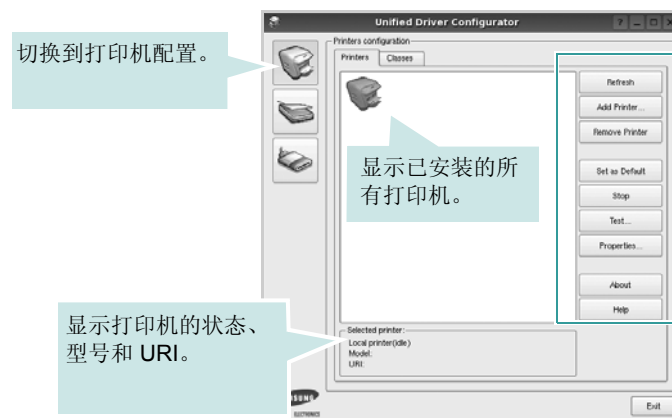 Unified Driver Configurator
切换到打印机配置。
Printers configuration
Printers
Classes
Refresh
Add Printer...
Remove Printer
显示已安装的所
有打印机。
Set as Default
Stop
Test...
Properties...
About
Help
显示打印机的状态、
型号和 URI。
Selected printer:
Local printer(idle)
Model:
URI:
ELECTRONICS
Exit